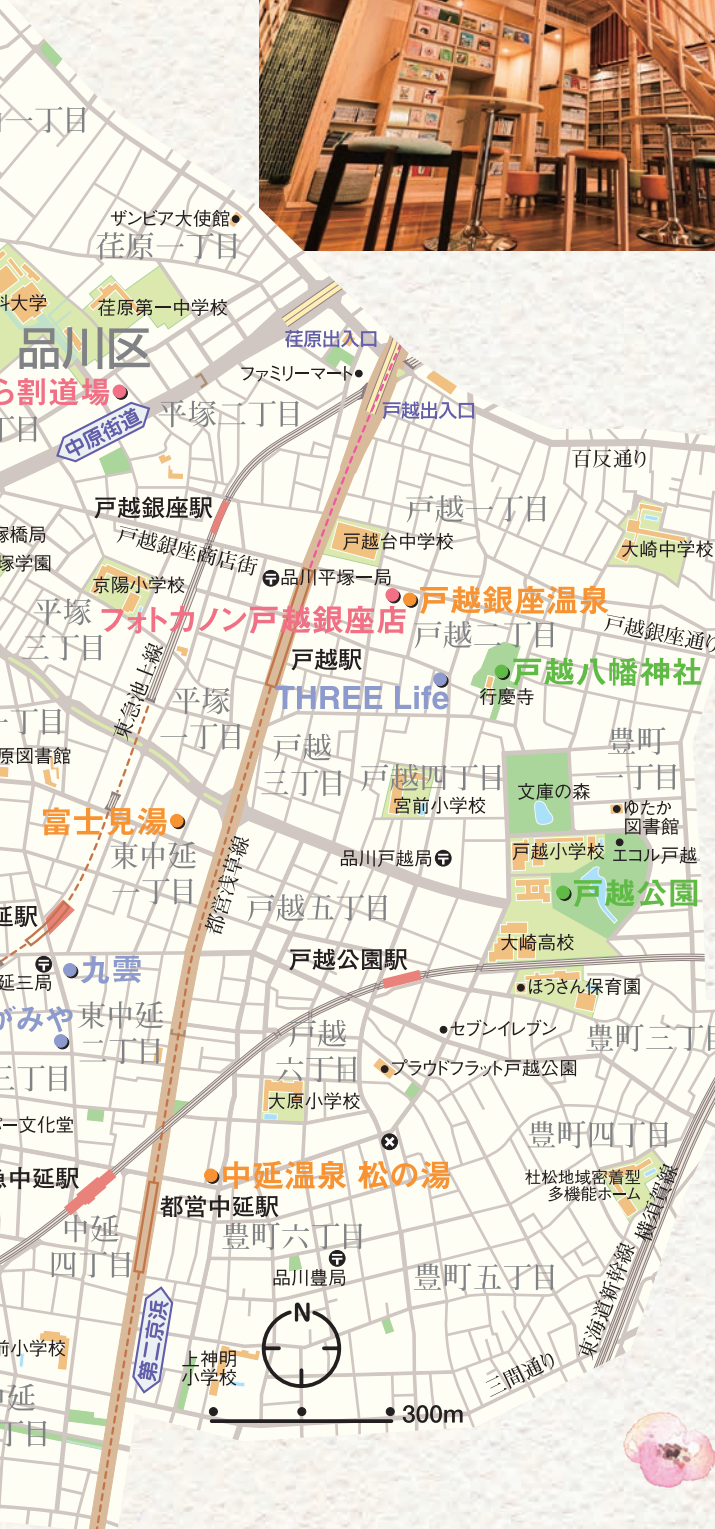 一丁目
ザンビア大使館
荏原一丁目
科大学
荏原第一中学校
品川区
荏原出入口
ファミリーマート
ら割道場
戸越出入口
丁目
中原街道
平塚二丁目
百反通り
戸越銀座駅
戸越一丁目
塚橋局
戸越銀座商店街
戸越台中学校
大崎中学校
塚学園
京陽小学校
品川平塚一局
平塚
三丁目
フォトカノン戸越銀座店
戸越銀座温泉
戸越二丁目
戸越銀座通り
東急池上線
戸越駅
戸越八幡神社
THREE Life
行慶寺
平塚
一丁目
一丁目
原図書館
戸越
三丁目
戸越四丁目
豊町
一丁目
文庫の森
宮前小学校
ゆたか
図書館
富士見湯
東中延
一丁目
都営浅草線
品川戸越局
戸越小学校
エコル戸越
戸越公園
戸越五丁目
延駅
大崎高校
戸越公園駅
九雲
延三局
ほうさん保育園
がみや
東中延
二丁目
セブンイレブン
豊町三丁目
戸越
六丁目
三丁目
プラウドフラット戸越公園
大原小学校
ー文化堂
豊町四丁目
中延温泉 松の湯
急中延駅
杜松地域密着型
多機能ホーム
横須賀線
都営中延駅
中延
四丁目
豊町六丁目
品川豊局
豊町五丁目
東海道新幹線
第二京浜
N
前小学校
上神明
小学校
三間通り
中延
丁目
300m